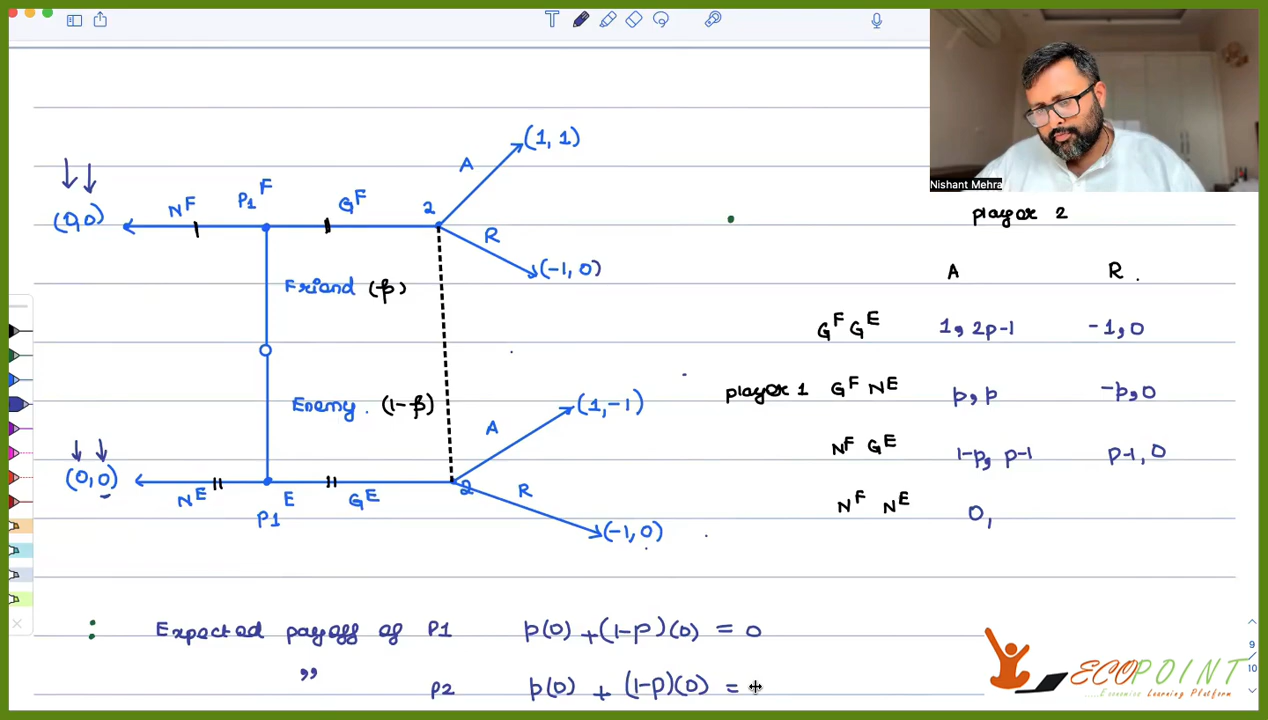 (1, 1)
A
N^F P1^F G^F 2
(0,0)
R
(-1, 0)
Friend (p)
Enemy. (1-p)
(1,-1)
A
(0,0)
N^E P1^E G^E 2
R
(-1, 0)
Nishant Mehra
player 2
A R.
G^F G^E 1, 2p-1 -1, 0
player 1 G^F N^E p, p -p, 0
N^F G^E 1-p, p-1 p-1, 0
N^F N^E 0,
: Expected payoff of P1 p(0) + (1-p)(0) = 0
" P2 p(0) + (1-p)(0) =
T
9
10
ECOPOINT
...Economics Learning Platform